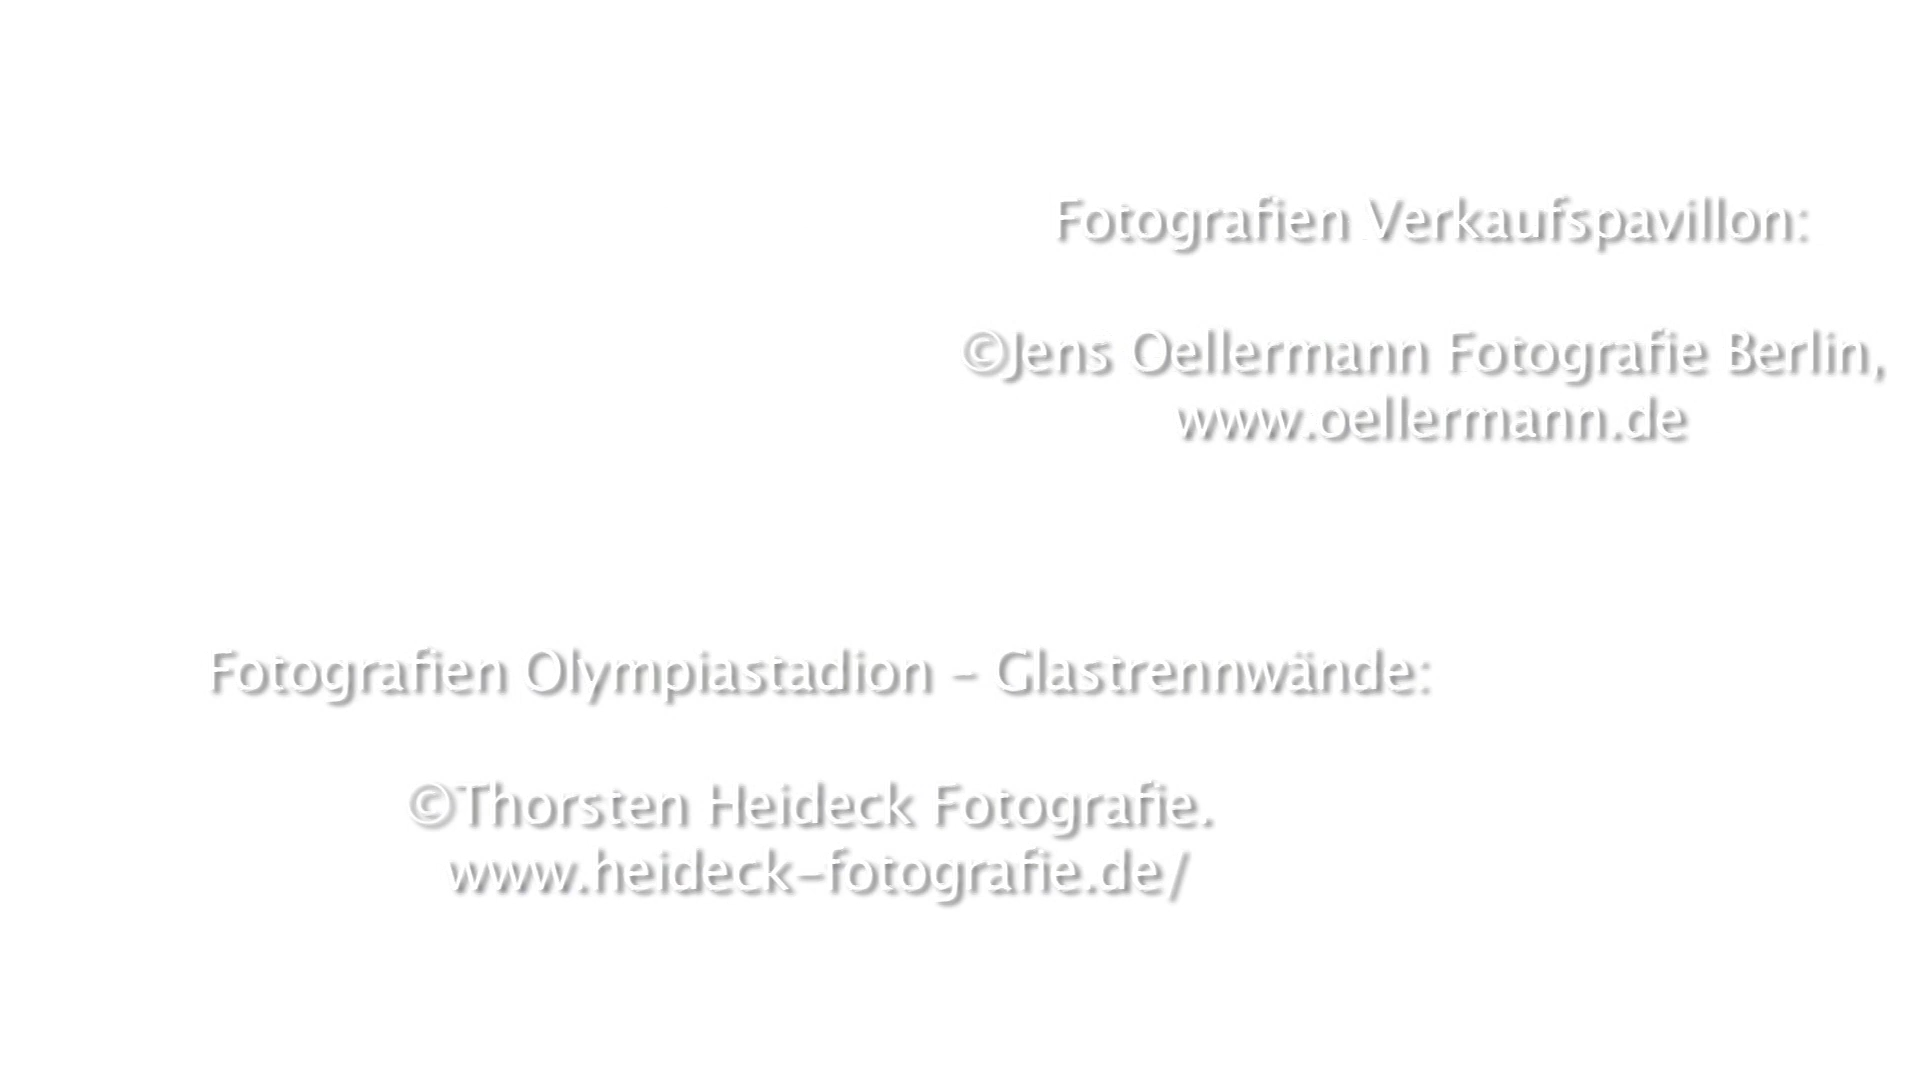 Fotografien Verkaufspavillon:
©Jens Oellermann Fotografie Berlin,
www.oellermann.de
Fotografien Olympiastadion - Glastrennwände:
©Thorsten Heideck Fotografie.
www.heideck-fotografie.de/